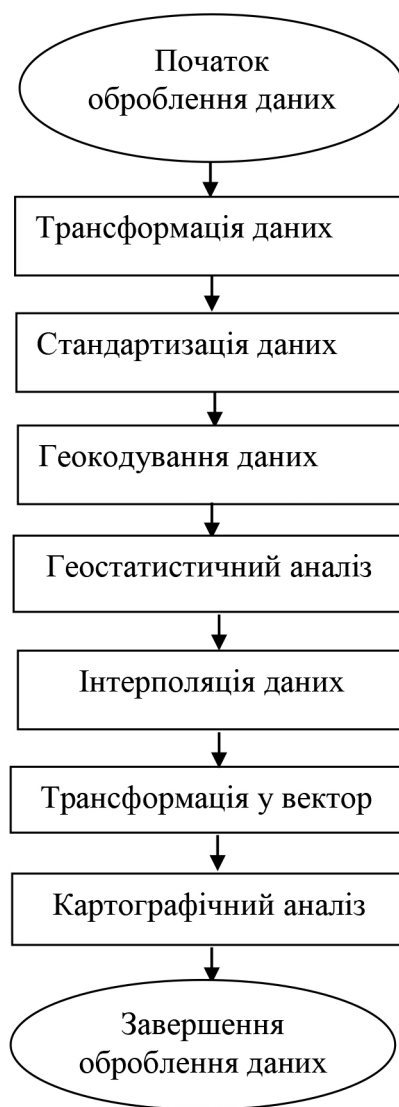 Початок
оброблення даних
Трансформація даних
Стандартизація даних
Геокодування даних
Геостатистичний аналіз
Інтерполяція даних
Трансформація у вектор
Картографічний аналіз
Завершення
оброблення даних